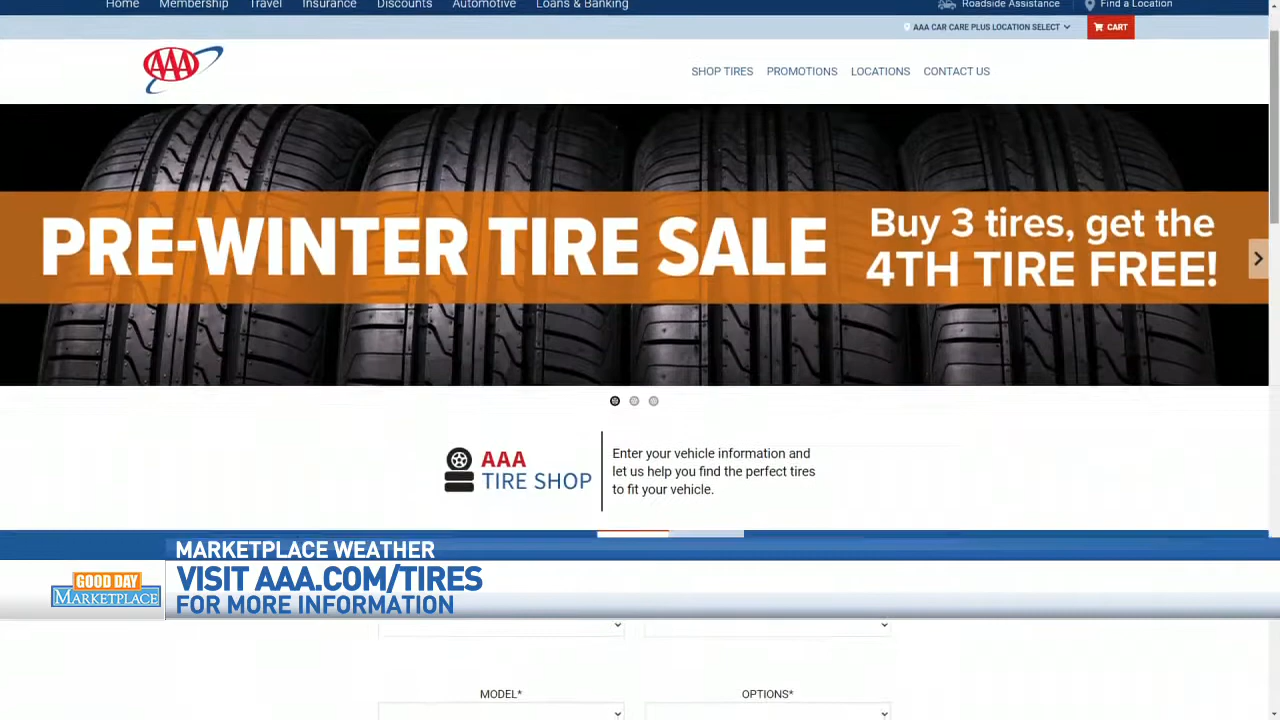 Home Membership Travel Insurance Discounts Automotive Loans & Banking Roadside Assistance Find a Location
AAA CAR CARE PLUS LOCATION SELECT CART
AAA
SHOP TIRES PROMOTIONS LOCATIONS CONTACT US
PRE-WINTER TIRE SALE
Buy 3 tires, get the
4TH TIRE FREE!
AAA
TIRE SHOP
Enter your vehicle information and
let us help you find the perfect tires
to fit your vehicle.
MARKETPLACE WEATHER
GOOD DAY
MARKETPLACE
VISIT AAA.COM/TIRES
FOR MORE INFORMATION
MODEL* OPTIONS*